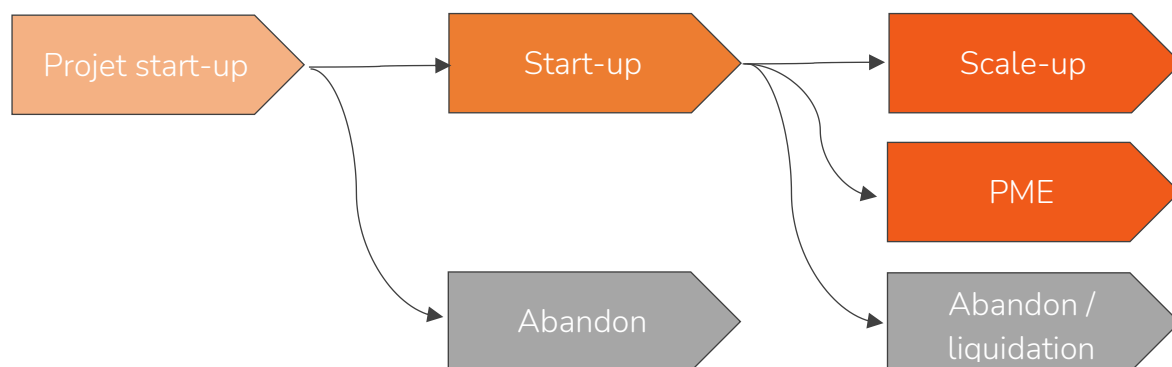 Projet start-up
Start-up
Scale-up
PME
Abandon
Abandon /
liquidation